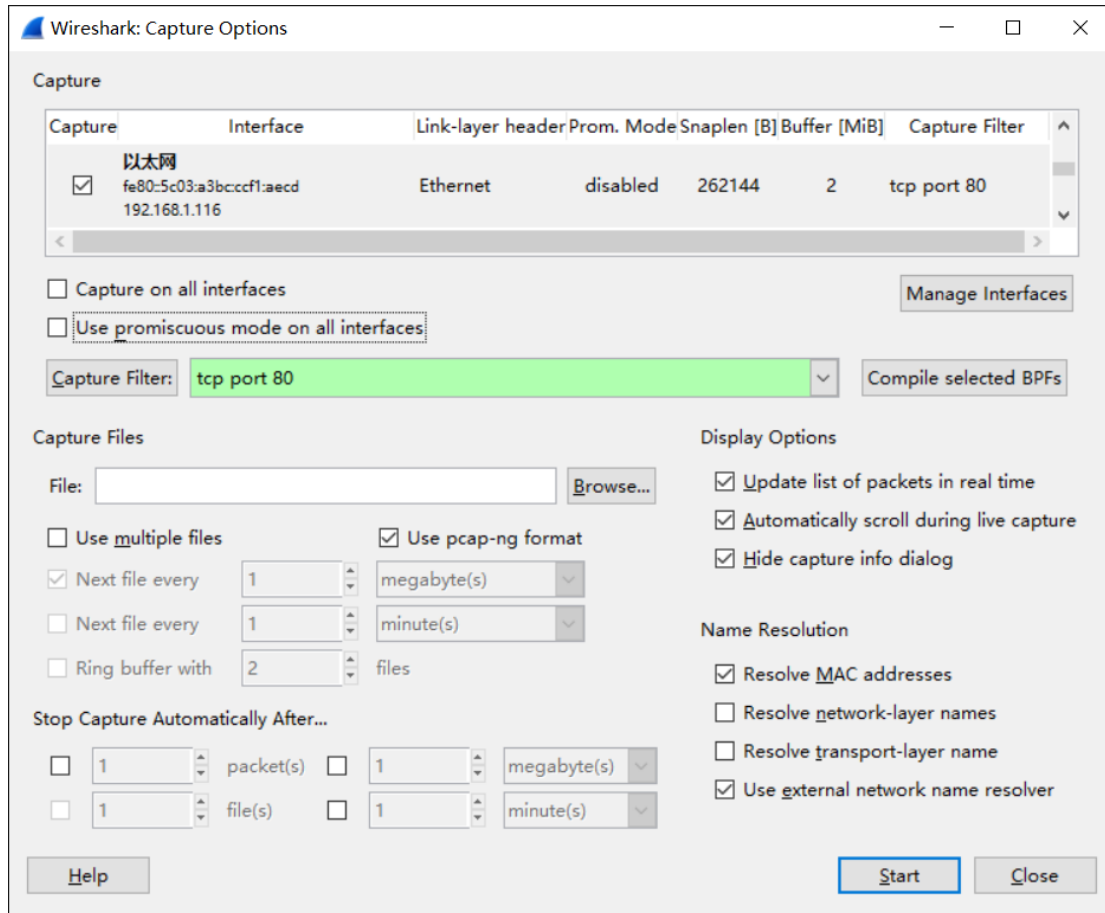 Wireshark: Capture Options
Capture
Capture Interface Link-layer header Prom. Mode Snaplen [B] Buffer [MiB] Capture Filter
以太网
fe80::5c03:a3bc:ccf1:aecd Ethernet disabled 262144 2 tcp port 80
192.168.1.116
Capture on all interfaces Manage Interfaces
Use promiscuous mode on all interfaces
Capture Filter: tcp port 80 Compile selected BPFs
Capture Files Display Options
File: Browse... Update list of packets in real time
Automatically scroll during live capture
Use multiple files Use pcap-ng format Hide capture info dialog
Next file every 1 megabyte(s)
Next file every 1 minute(s) Name Resolution
Ring buffer with 2 files Resolve MAC addresses
Stop Capture Automatically After... Resolve network-layer names
1 packet(s) 1 megabyte(s) Resolve transport-layer name
1 file(s) 1 minute(s) Use external network name resolver
Help Start Close